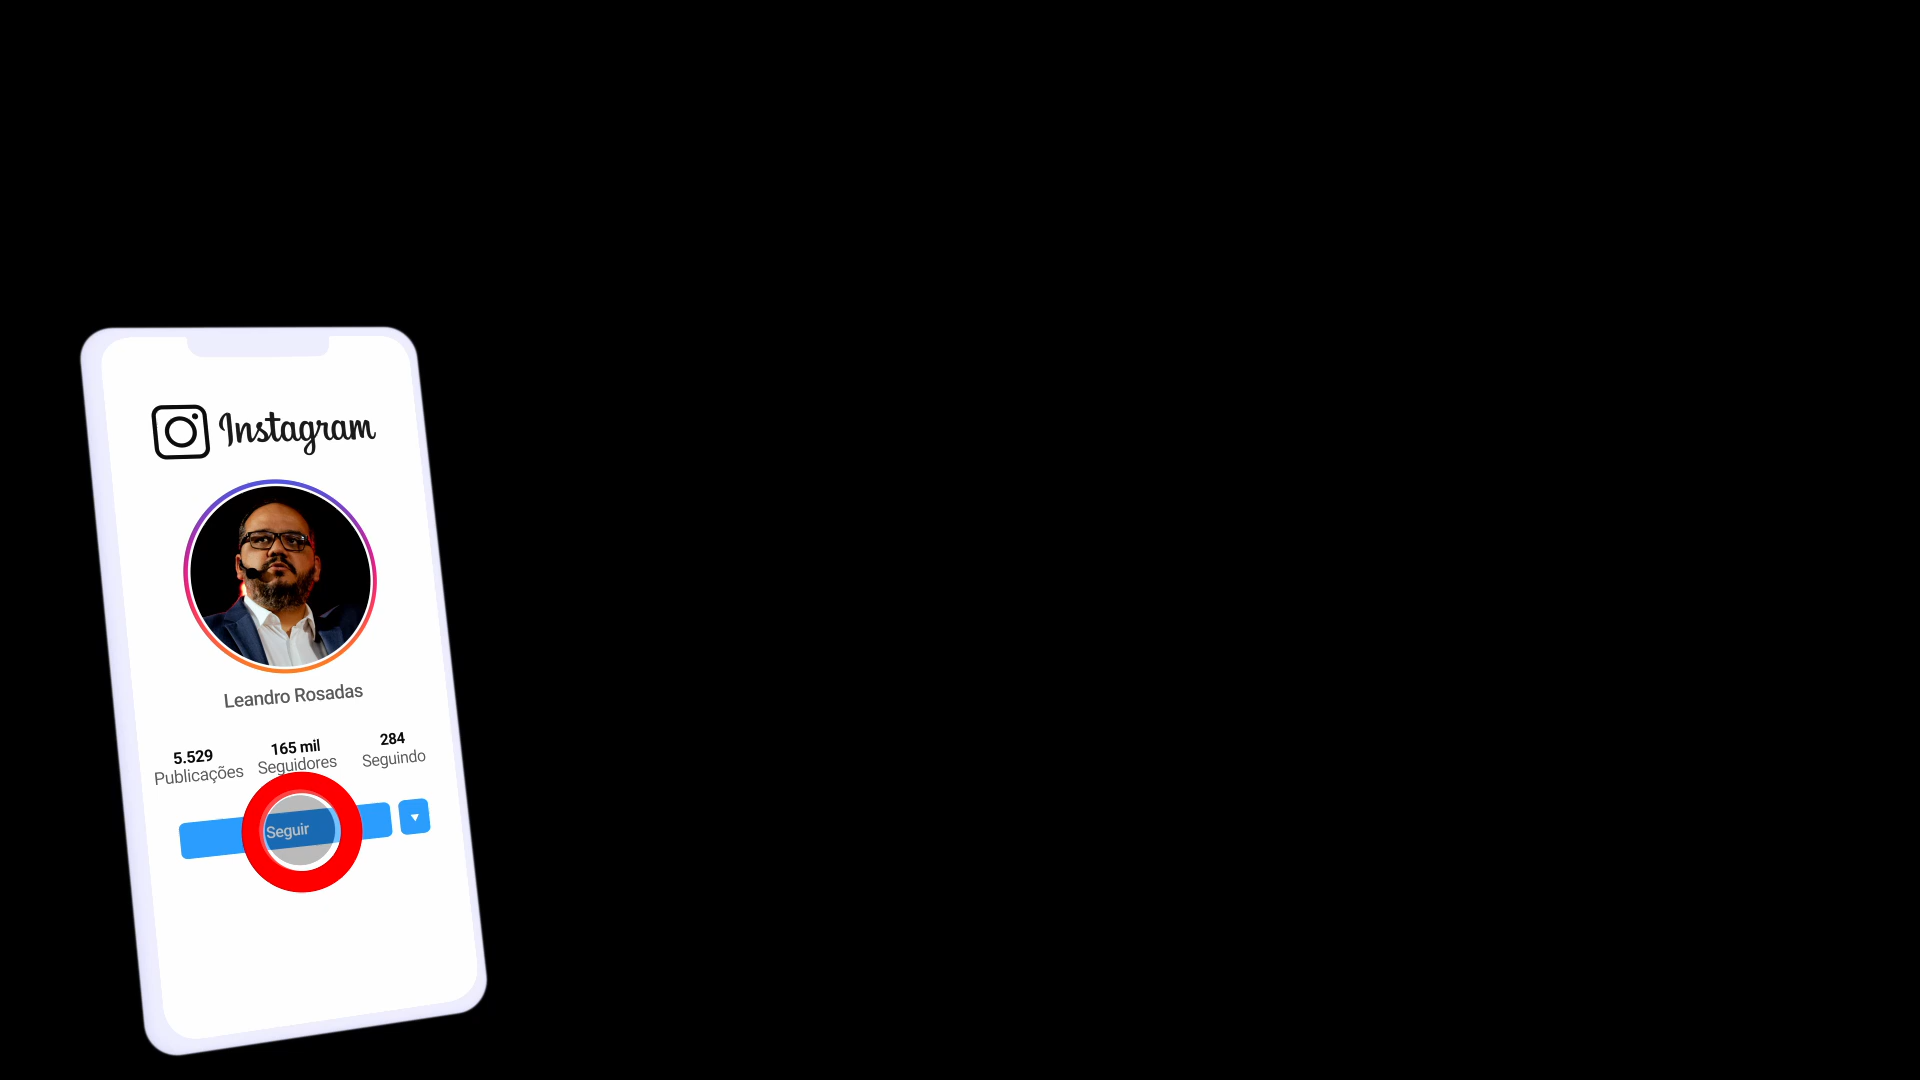 Instagram
Leandro Rosadas
5.529 165 mil 284
Publicações Seguidores Seguindo
Seguir